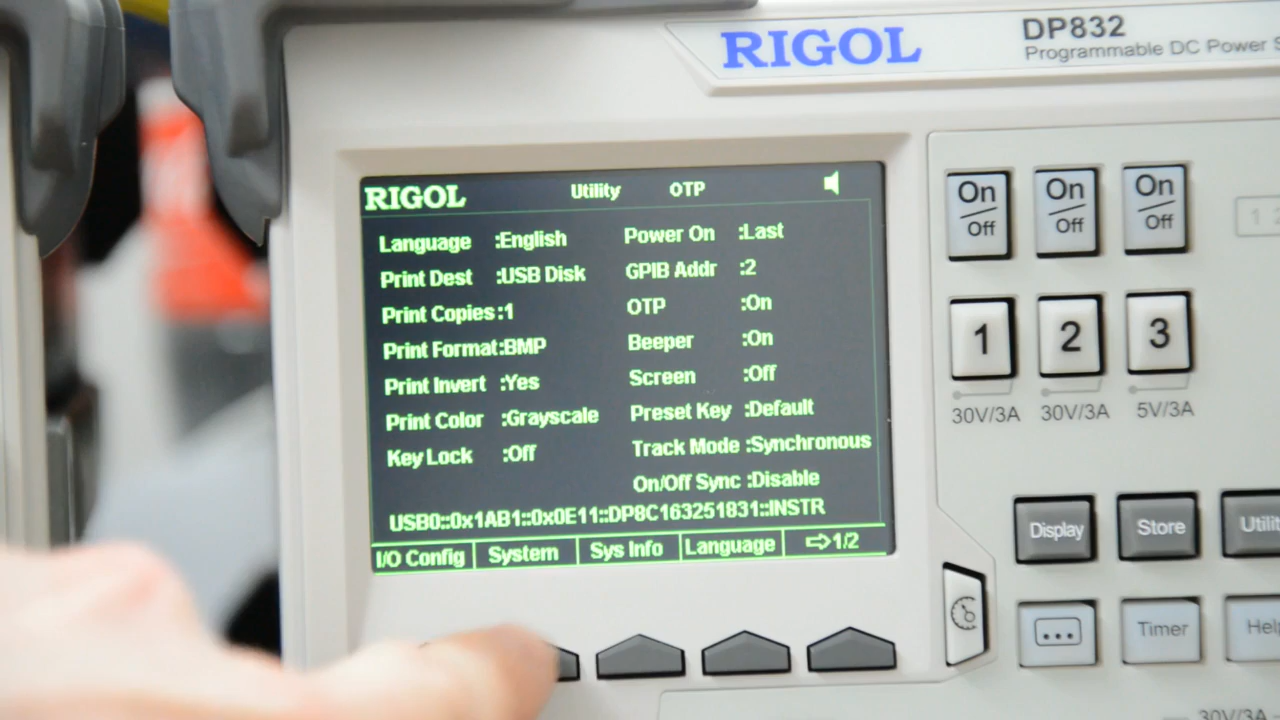 RIGOL DP832
Programmable DC Power
RIGOL Utility OTP
Language :English Power On :Last
Print Dest :USB Disk GPIB Addr :2
Print Copies:1 OTP :On
Print Format:BMP Beeper :On
Print Invert :Yes Screen :Off
Print Color :Grayscale Preset Key :Default
Key Lock :Off Track Mode :Synchronous
On/Off Sync :Disable
USB0::0x1AB1::0x0E11::DP8C163251831::INSTR
I/O Config System Sys Info Language 1/2
On Off On Off On Off
1 2 3
30V/3A 30V/3A 5V/3A
Display Store Utili
Timer Help
30V/3A